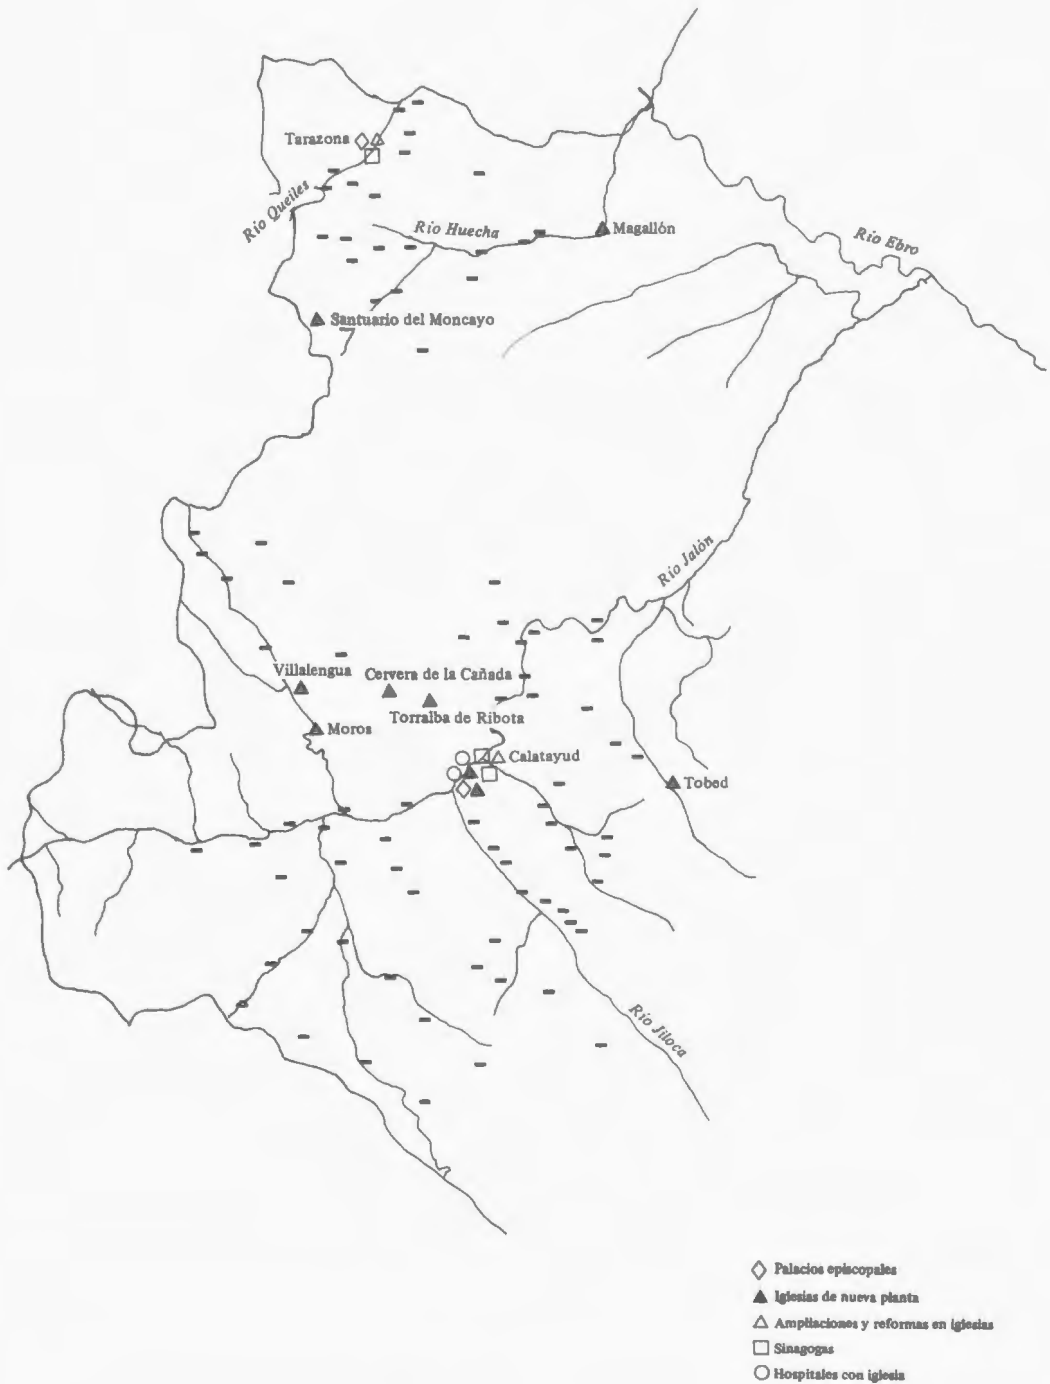 Tarazona
Río Queiles
Río Huecha
Magallón
Río Ebro
Santuario del Moncayo
Río Jalón
Villalengua
Cervera de la Cañada
Torralba de Ribota
Moros
Calatayud
Tobed
Río Jiloca
Palacios episcopales
Iglesias de nueva planta
Ampliaciones y reformas en iglesias
Sinagogas
Hospitales con iglesia